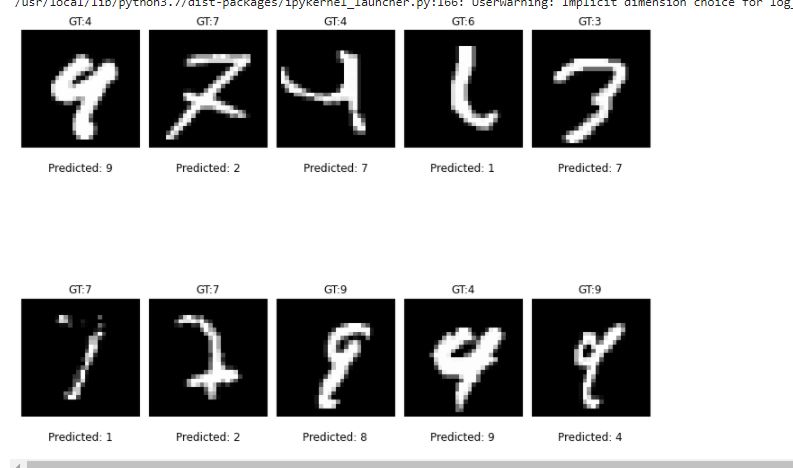 /usr/local/lib/python3.7/dist-packages/ipykernel_launcher.py:166: UserWarning: Implicit dimension choice for log_
GT:4 GT:7 GT:4 GT:6 GT:3
Predicted: 9 Predicted: 2 Predicted: 7 Predicted: 1 Predicted: 7
GT:7 GT:7 GT:9 GT:4 GT:9
Predicted: 1 Predicted: 2 Predicted: 8 Predicted: 9 Predicted: 4